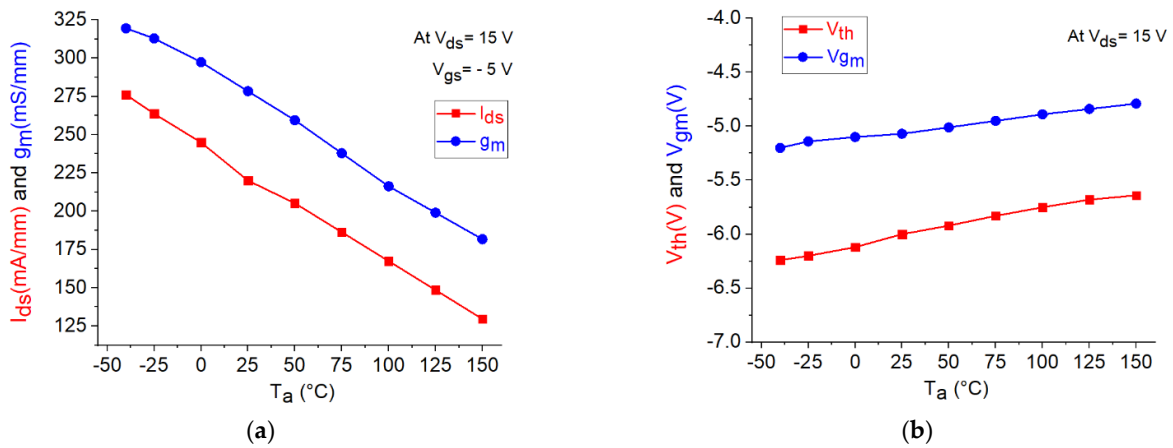 At Vds= 15 V
Vgs= - 5 V
Ids
gm
325
300
275
250
225
200
175
150
125
-50 -25 0 25 50 75 100 125 150
Ids(mA/mm) and gm(mS/mm)
Ta (°C)
(a)
Vth
Vgm
At Vds= 15 V
-4.0
-4.5
-5.0
-5.5
-6.0
-6.5
-7.0
-50 -25 0 25 50 75 100 125 150
Vth(V) and Vgm(V)
Ta (°C)
(b)